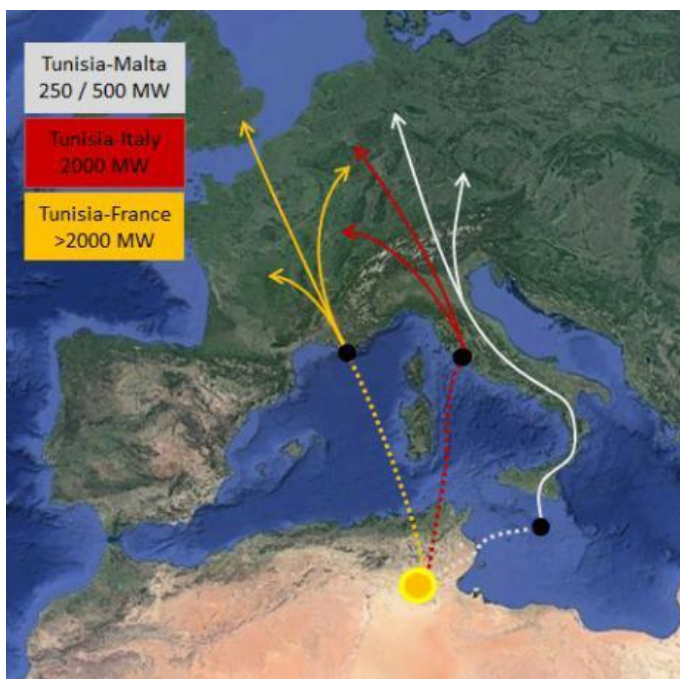 Tunisia-Malta
250 / 500 MW
Tunisia-Italy
2000 MW
Tunisia-France
>2000 MW